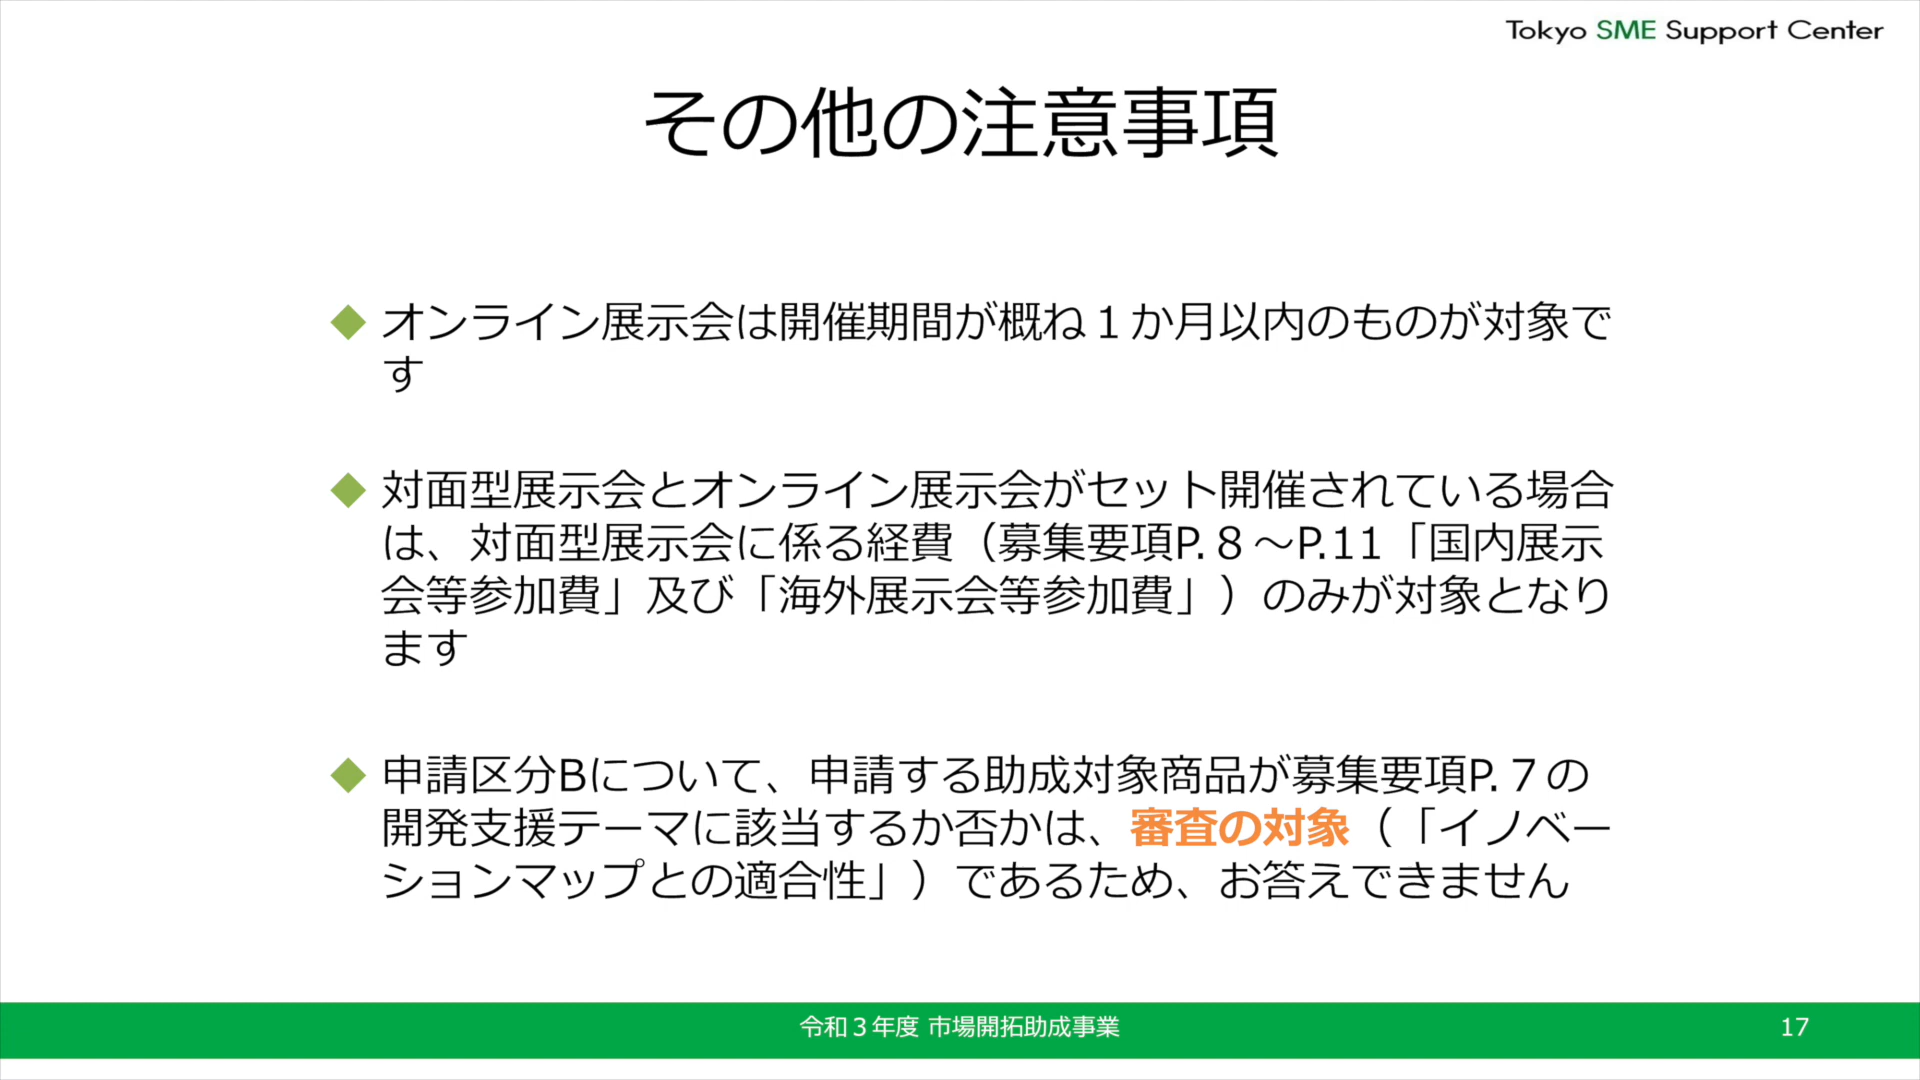 Tokyo SME Support Center
その他の注意事項
◆ オンライン展示会は開催期間が概ね１か月以内のものが対象で
す
◆ 対面型展示会とオンライン展示会がセット開催されている場合
は、対面型展示会に係る経費（募集要項P.８～P.11「国内展示
会等参加費」及び「海外展示会等参加費」）のみが対象となり
ます
◆ 申請区分Bについて、申請する助成対象商品が募集要項P.７の
開発支援テーマに該当するか否かは、審査の対象（「イノベー
ションマップとの適合性」）であるため、お答えできません
令和３年度 市場開拓助成事業
17